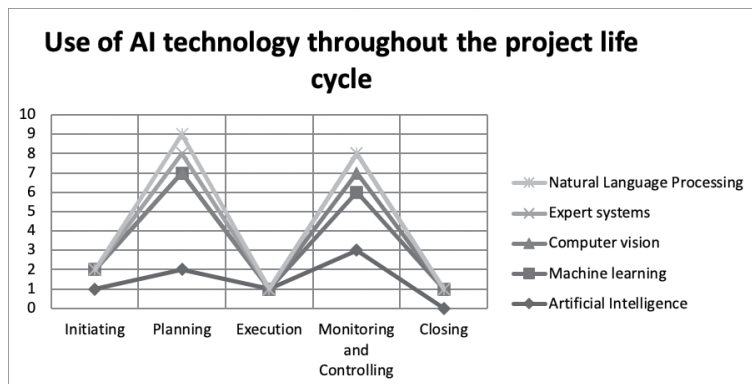 Use of AI technology throughout the project life
cycle
10
9
8
7
6
5
4
3
2
1
0
Initiating
Planning
Execution
Monitoring
and
Controlling
Closing
Natural Language Processing
Expert systems
Computer vision
Machine learning
Artificial Intelligence